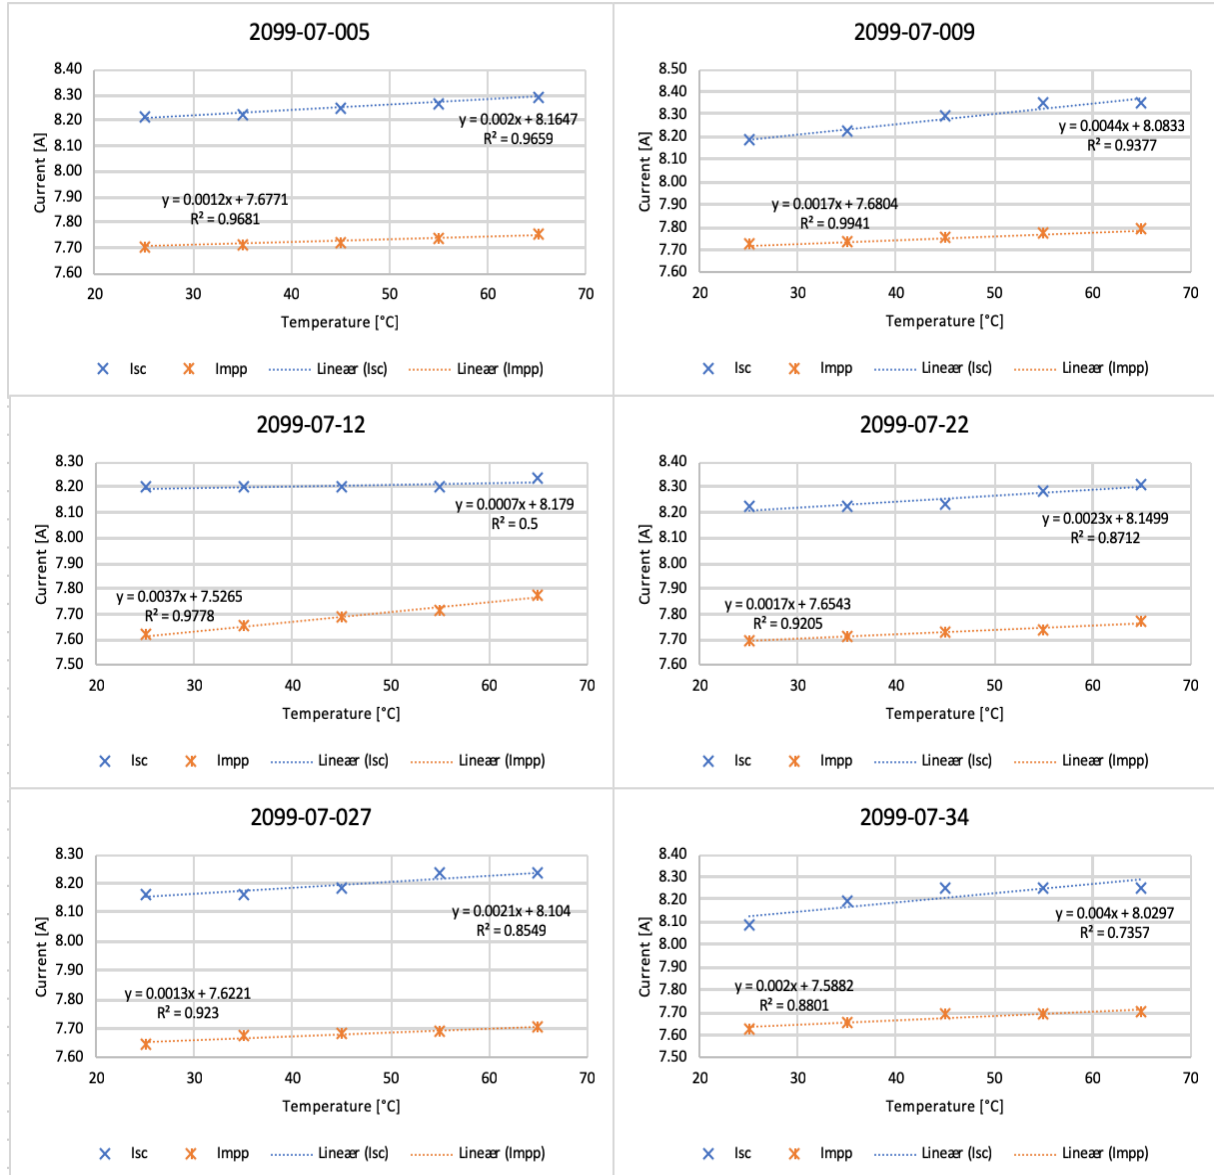 2099-07-005
8.40
8.30
8.20
8.10
8.00
7.90
7.80
7.70
7.60
Current [A]
y = 0.002x + 8.1647
R² = 0.9659
y = 0.0012x + 7.6771
R² = 0.9681
20 30 40 50 60 70
Temperature [°C]
Isc Impp Lineær (Isc) Lineær (Impp)
2099-07-009
8.50
8.40
8.30
8.20
8.10
8.00
7.90
7.80
7.70
7.60
Current [A]
y = 0.0044x + 8.0833
R² = 0.9377
y = 0.0017x + 7.6804
R² = 0.9941
20 30 40 50 60 70
Temperature [°C]
Isc Impp Lineær (Isc) Lineær (Impp)
2099-07-12
8.30
8.20
8.10
8.00
7.90
7.80
7.70
7.60
7.50
Current [A]
y = 0.0007x + 8.179
R² = 0.5
y = 0.0037x + 7.5265
R² = 0.9778
20 30 40 50 60 70
Temperature [°C]
Isc Impp Lineær (Isc) Lineær (Impp)
2099-07-22
8.40
8.30
8.20
8.10
8.00
7.90
7.80
7.70
7.60
Current [A]
y = 0.0023x + 8.1499
R² = 0.8712
y = 0.0017x + 7.6543
R² = 0.9205
20 30 40 50 60 70
Temperature [°C]
Isc Impp Lineær (Isc) Lineær (Impp)
2099-07-027
8.30
8.20
8.10
8.00
7.90
7.80
7.70
7.60
Current [A]
y = 0.0021x + 8.104
R² = 0.8549
y = 0.0013x + 7.6221
R² = 0.923
20 30 40 50 60 70
Temperature [°C]
Isc Impp Lineær (Isc) Lineær (Impp)
2099-07-34
8.40
8.30
8.20
8.10
8.00
7.90
7.80
7.70
7.60
7.50
Current [A]
y = 0.004x + 8.0297
R² = 0.7357
y = 0.002x + 7.5882
R² = 0.8801
20 30 40 50 60 70
Temperature [°C]
Isc Impp Lineær (Isc) Lineær (Impp)